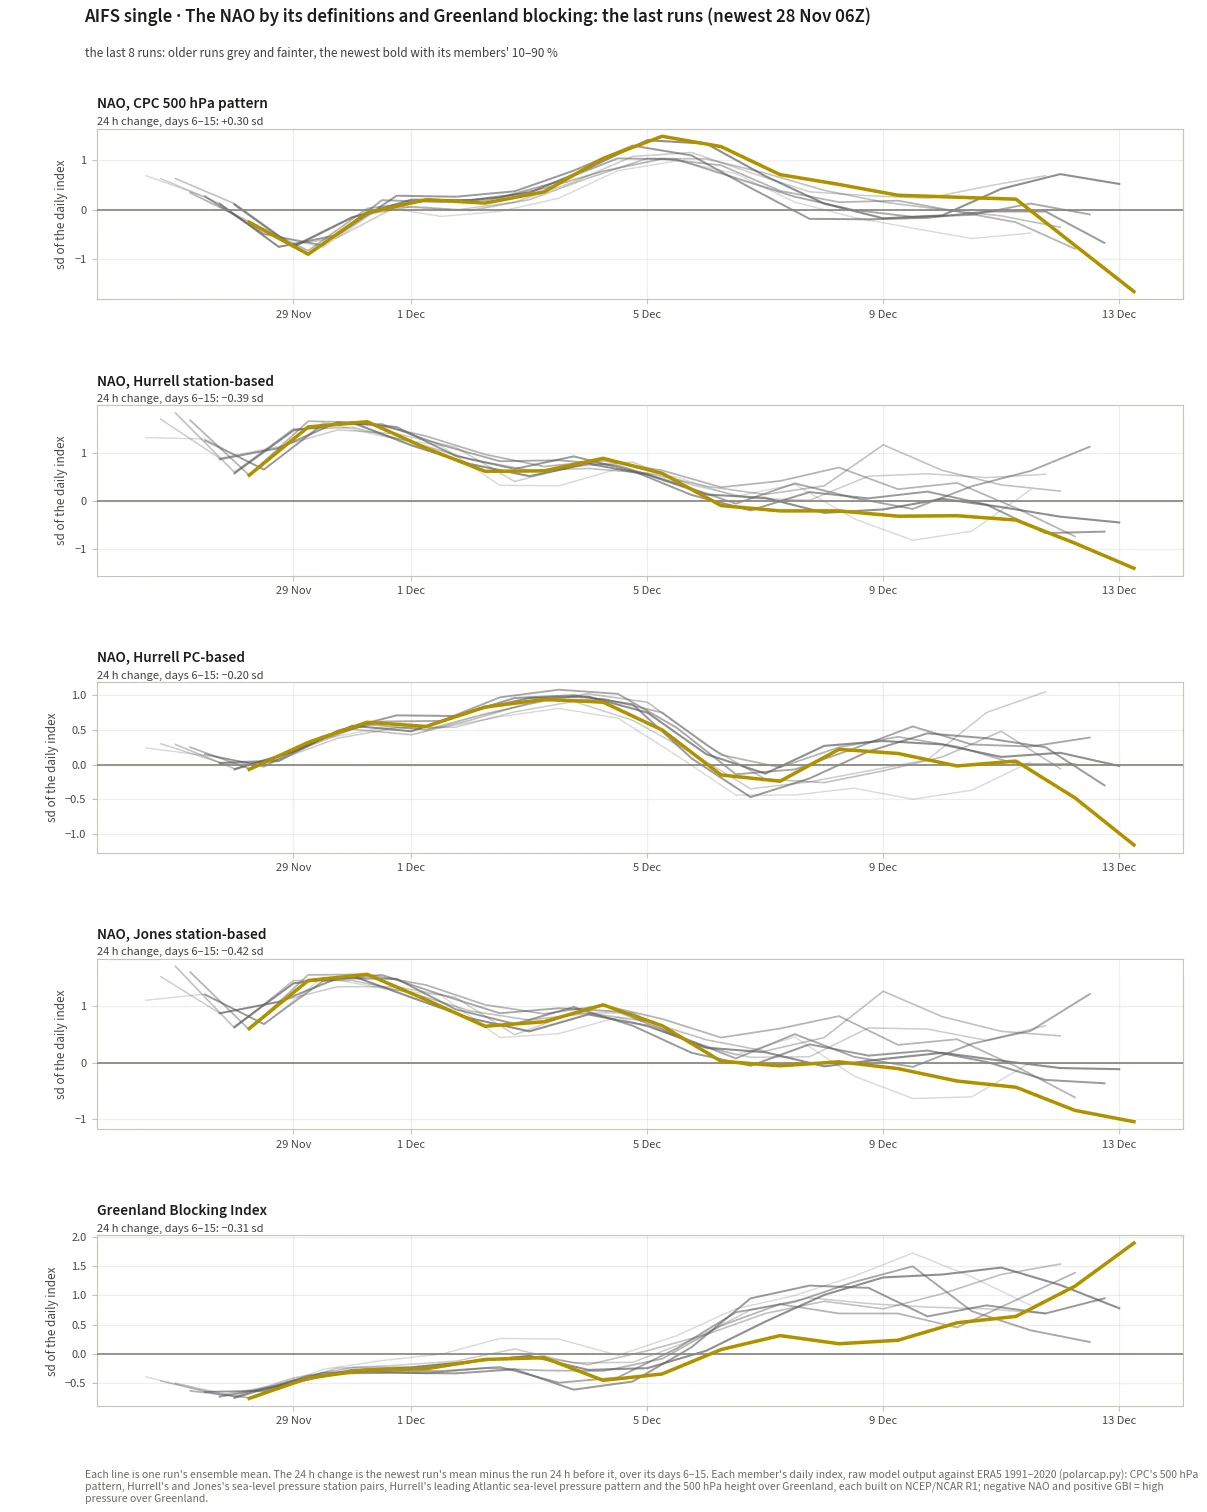 AIFS single · The NAO by its definitions and Greenland blocking: the last runs (newest 28 Nov 06Z)
the last 8 runs: older runs grey and fainter, the newest bold with its members' 10–90 %
NAO, CPC 500 hPa pattern
24 h change, days 6–15: +0.30 sd
sd of the daily index
1
0
−1
29 Nov
1 Dec
5 Dec
9 Dec
13 Dec
NAO, Hurrell station-based
24 h change, days 6–15: −0.39 sd
sd of the daily index
1
0
−1
29 Nov
1 Dec
5 Dec
9 Dec
13 Dec
NAO, Hurrell PC-based
24 h change, days 6–15: −0.20 sd
sd of the daily index
1.0
0.5
0.0
−0.5
−1.0
29 Nov
1 Dec
5 Dec
9 Dec
13 Dec
NAO, Jones station-based
24 h change, days 6–15: −0.42 sd
sd of the daily index
1
0
−1
29 Nov
1 Dec
5 Dec
9 Dec
13 Dec
Greenland Blocking Index
24 h change, days 6–15: −0.31 sd
sd of the daily index
2.0
1.5
1.0
0.5
0.0
−0.5
29 Nov
1 Dec
5 Dec
9 Dec
13 Dec
Each line is one run's ensemble mean. The 24 h change is the newest run's mean minus the run 24 h before it, over its days 6–15. Each member's daily index, raw model output against ERA5 1991–2020 (polarcap.py): CPC's 500 hPa
pattern, Hurrell's and Jones's sea-level pressure station pairs, Hurrell's leading Atlantic sea-level pressure pattern and the 500 hPa height over Greenland, each built on NCEP/NCAR R1; negative NAO and positive GBI = high
pressure over Greenland.